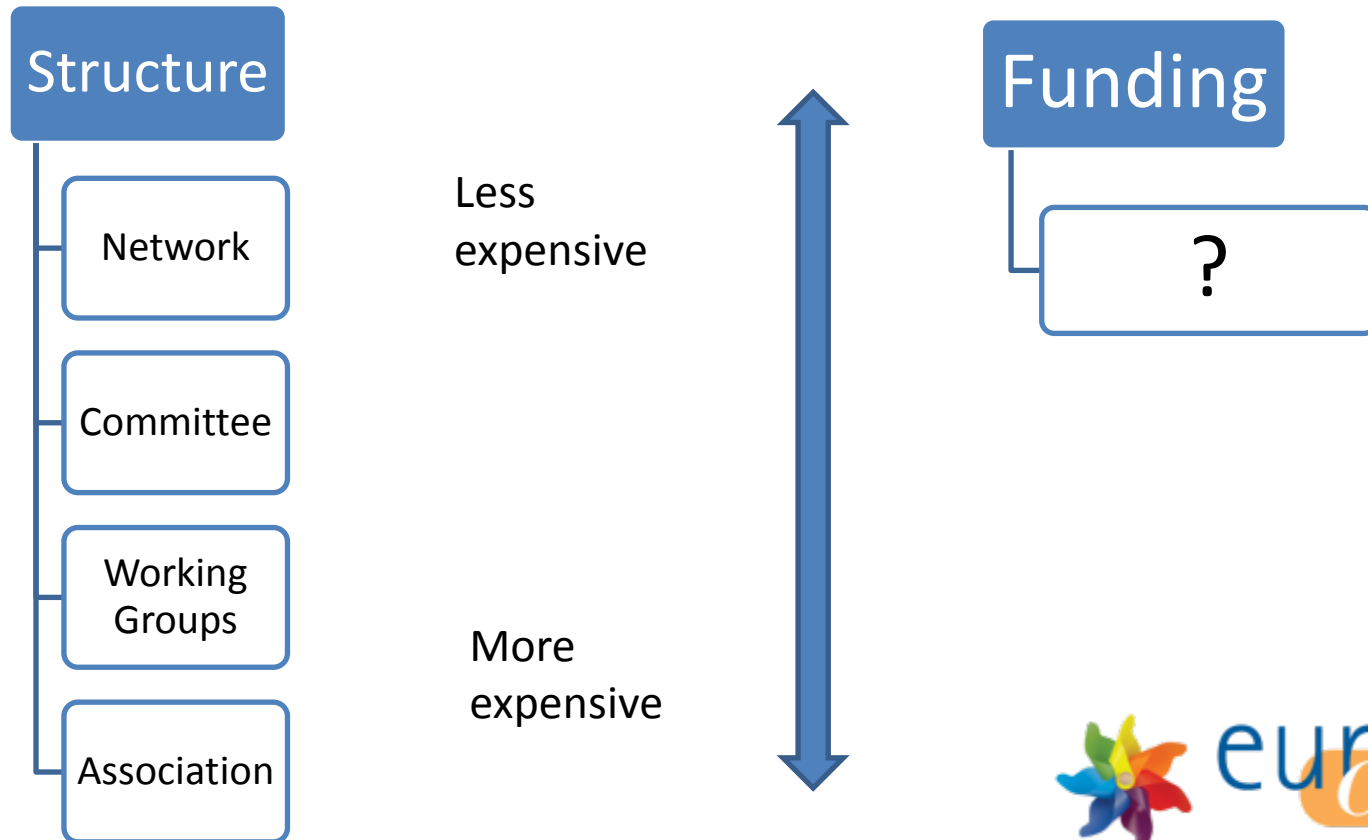 Structure
Network
Committee
Working
Groups
Association
Less
expensive
More
expensive
Funding
?